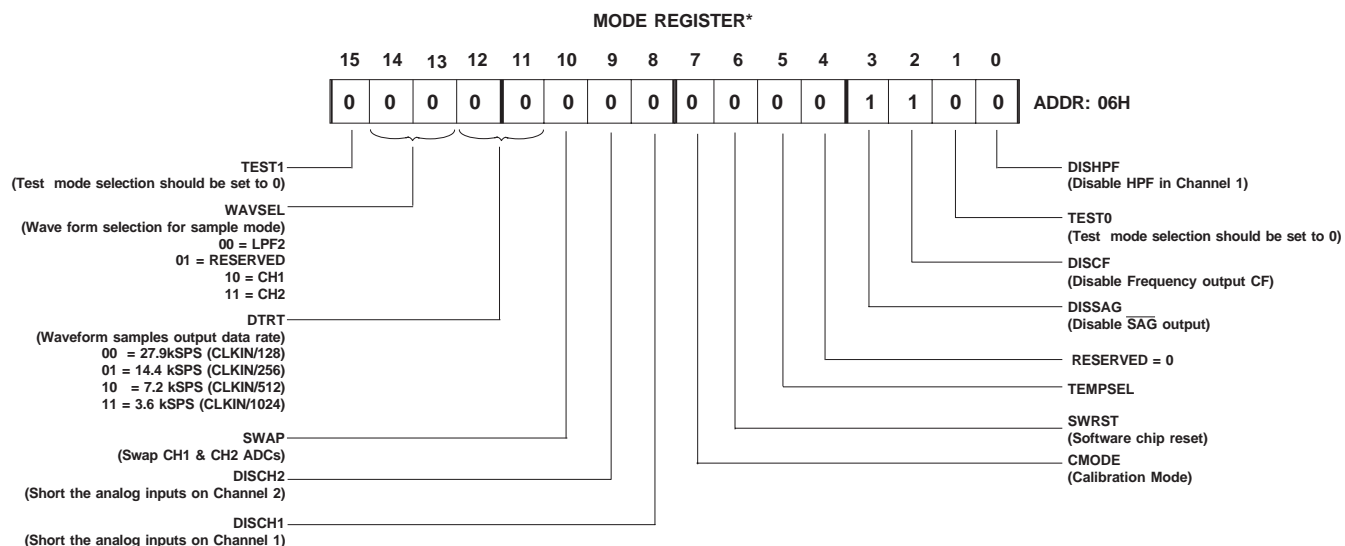 MODE REGISTER*
15 14 13 12 11 10 9 8 7 6 5 4 3 2 1 0
0 0 0 0 0 0 0 0 0 0 0 0 1 1 0 0 ADDR: 06H
TEST1
(Test mode selection should be set to 0)
WAVSEL
(Wave form selection for sample mode)
00 = LPF2
01 = RESERVED
10 = CH1
11 = CH2
DTRT
(Waveform samples output data rate)
00 = 27.9kSPS (CLKIN/128)
01 = 14.4 kSPS (CLKIN/256)
10 = 7.2 kSPS (CLKIN/512)
11 = 3.6 kSPS (CLKIN/1024)
SWAP
(Swap CH1 & CH2 ADCs)
DISCH2
(Short the analog inputs on Channel 2)
DISCH1
(Short the analog inputs on Channel 1)
DISHPF
(Disable HPF in Channel 1)
TEST0
(Test mode selection should be set to 0)
DISCF
(Disable Frequency output CF)
DISSAG
(Disable SAG output)
RESERVED = 0
TEMPSEL
SWRST
(Software chip reset)
CMODE
(Calibration Mode)